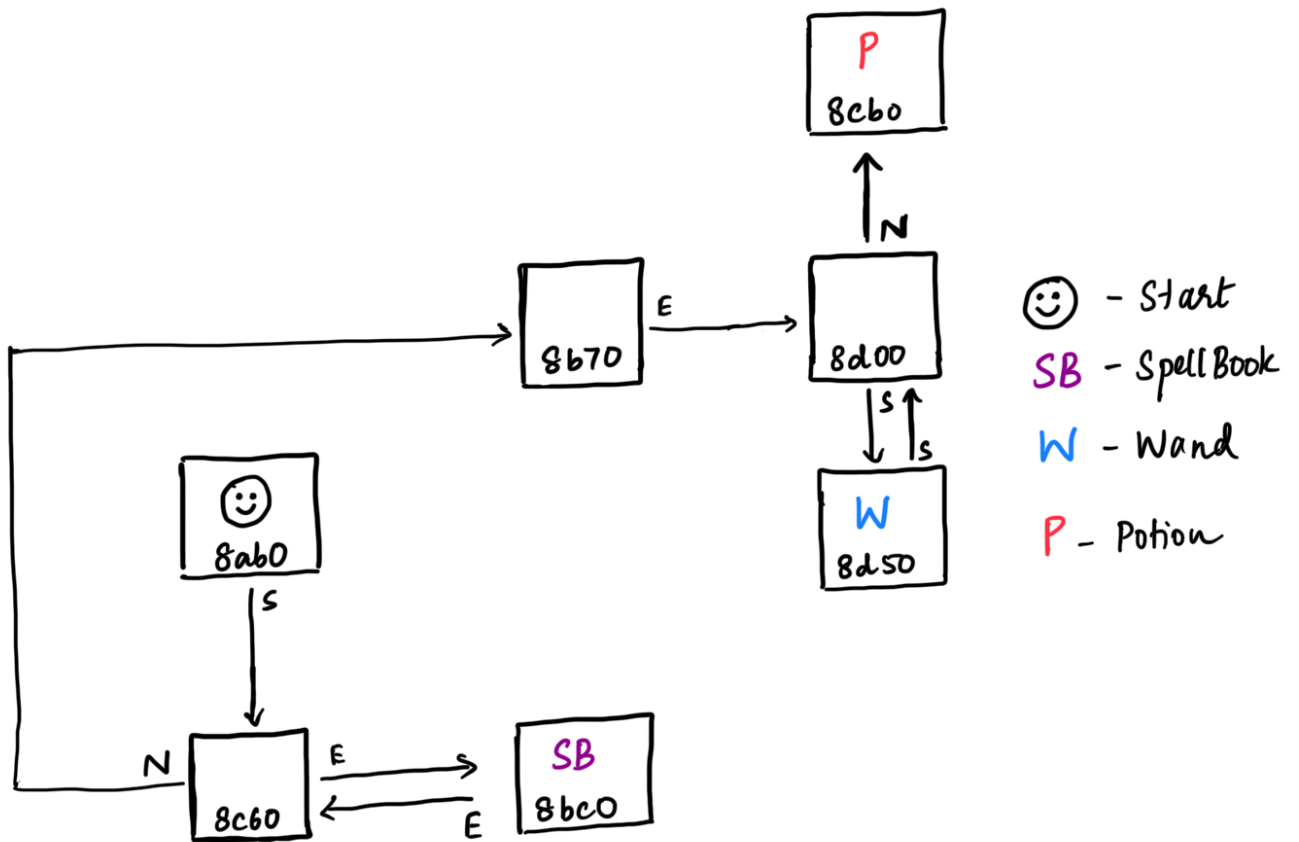 P
8cb0
N
E
8b70
8d00
S
S
W
8d50
8ab0
S
N
E
8c60
E
SB
8bc0
- Start
SB - SpellBook
W - Wand
P - Potion